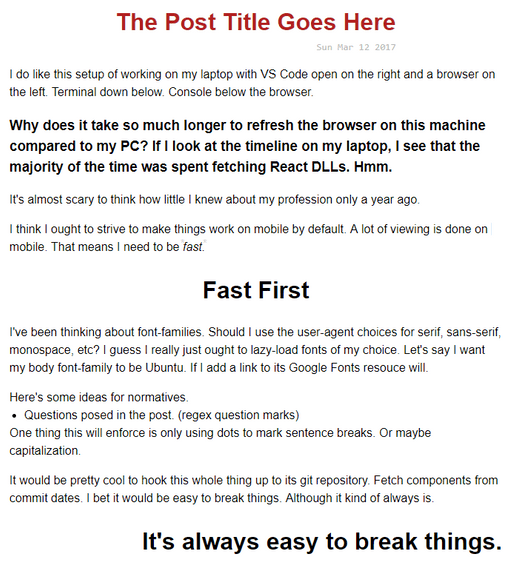 The Post Title Goes Here
Sun Mar 12 2017
I do like this setup of working on my laptop with VS Code open on the right and a browser on
the left. Terminal down below. Console below the browser.
Why does it take so much longer to refresh the browser on this machine
compared to my PC? If I look at the timeline on my laptop, I see that the
majority of the time was spent fetching React DLLs. Hmm.
It's almost scary to think how little I knew about my profession only a year ago.
I think I ought to strive to make things work on mobile by default. A lot of viewing is done on
mobile. That means I need to be fast.
Fast First
I've been thinking about font-families. Should I use the user-agent choices for serif, sans-serif,
monospace, etc? I guess I really just ought to lazy-load fonts of my choice. Let's say I want
my body font-family to be Ubuntu. If I add a link to its Google Fonts resouce will.
Here's some ideas for normatives.
• Questions posed in the post. (regex question marks)
One thing this will enforce is only using dots to mark sentence breaks. Or maybe
capitalization.
It would be pretty cool to hook this whole thing up to its git repository. Fetch components from
commit dates. I bet it would be easy to break things. Although it kind of always is.
It's always easy to break things.